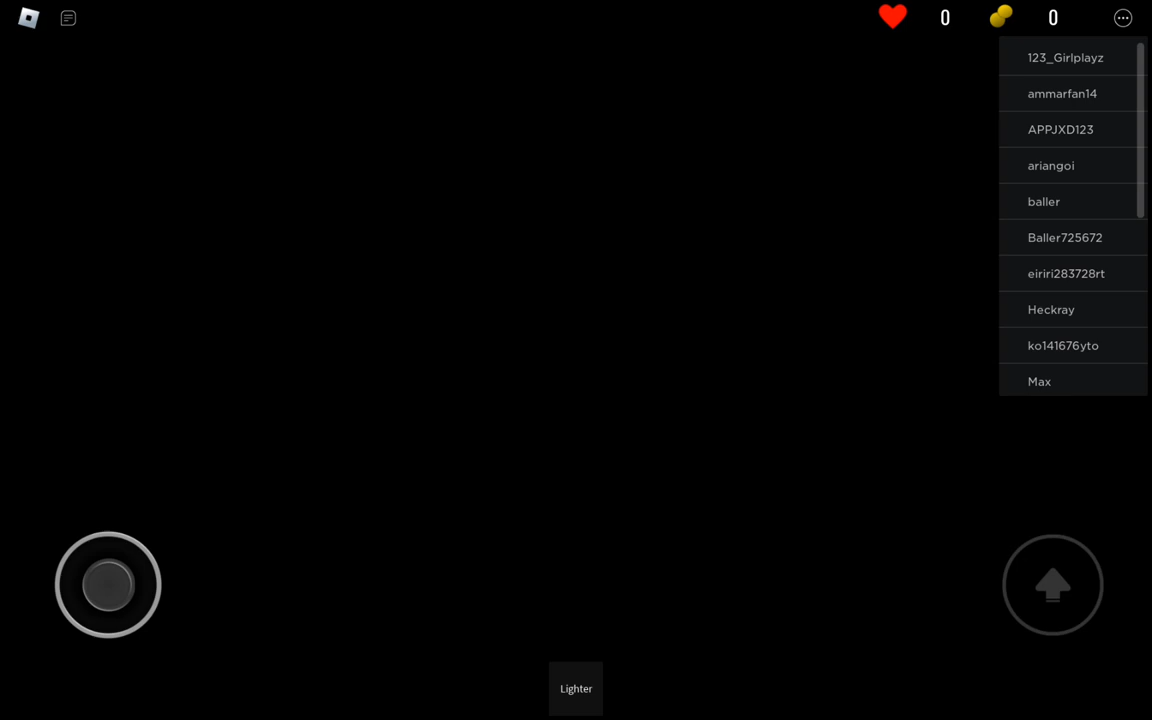 0 0
123_Girlplayz
ammarfan14
APPJXD123
ariangoi
baller
Baller725672
eiriri283728rt
Heckray
ko141676yto
Max
Lighter